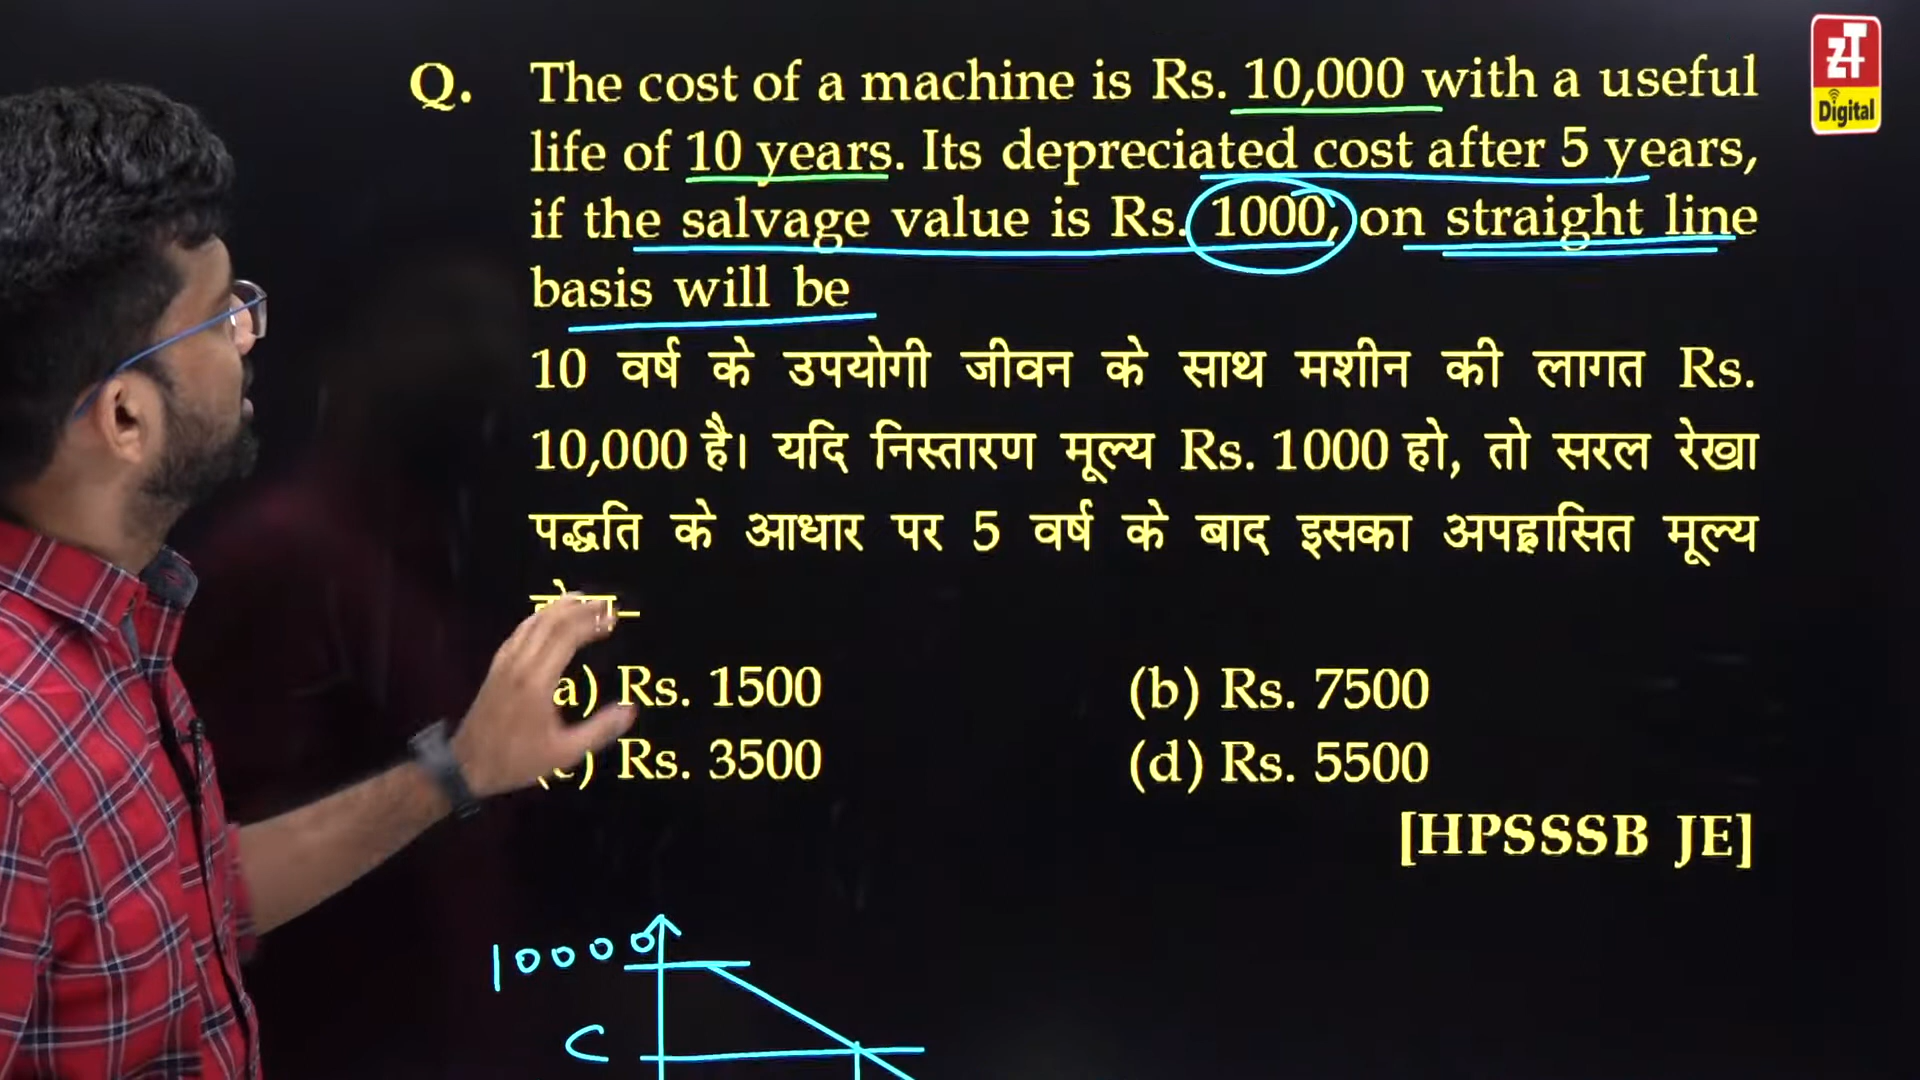 ZT
Digital
Q. The cost of a machine is Rs. 10,000 with a useful
life of 10 years. Its depreciated cost after 5 years,
if the salvage value is Rs. 1000, on straight line
basis will be
10 वर्ष के उपयोगी जीवन के साथ मशीन की लागत Rs.
10,000 है। यदि निस्तारण मूल्य Rs. 1000 हो, तो सरल रेखा
पद्धति के आधार पर 5 वर्ष के बाद इसका अपह्रासित मूल्य
a) Rs. 1500 (b) Rs. 7500
Rs. 3500 (d) Rs. 5500
[HPSSSB JE]
10000
C